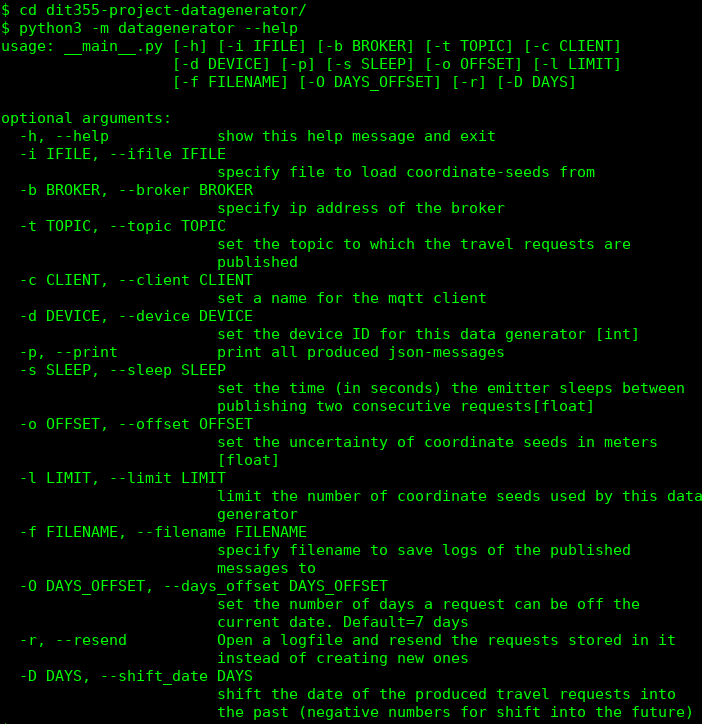 $ cd dit355-project-datagenerator/
$ python3 -m datagenerator --help
usage: __main__.py [-h] [-i IFILE] [-b BROKER] [-t TOPIC] [-c CLIENT]
                   [-d DEVICE] [-p] [-s SLEEP] [-o OFFSET] [-l LIMIT]
                   [-f FILENAME] [-O DAYS_OFFSET] [-r] [-D DAYS]

optional arguments:
  -h, --help            show this help message and exit
  -i IFILE, --ifile IFILE
                        specify file to load coordinate-seeds from
  -b BROKER, --broker BROKER
                        specify ip address of the broker
  -t TOPIC, --topic TOPIC
                        set the topic to which the travel requests are
                        published
  -c CLIENT, --client CLIENT
                        set a name for the mqtt client
  -d DEVICE, --device DEVICE
                        set the device ID for this data generator [int]
  -p, --print           print all produced json-messages
  -s SLEEP, --sleep SLEEP
                        set the time (in seconds) the emitter sleeps between
                        publishing two consecutive requests[float]
  -o OFFSET, --offset OFFSET
                        set the uncertainty of coordinate seeds in meters
                        [float]
  -l LIMIT, --limit LIMIT
                        limit the number of coordinate seeds used by this data
                        generator
  -f FILENAME, --filename FILENAME
                        specify filename to save logs of the published
                        messages to
  -O DAYS_OFFSET, --days_offset DAYS_OFFSET
                        set the number of days a request can be off the
                        current date. Default=7 days
  -r, --resend          Open a logfile and resend the requests stored in it
                        instead of creating new ones
  -D DAYS, --shift_date DAYS
                        shift the date of the produced travel requests into
                        the past (negative numbers for shift into the future)